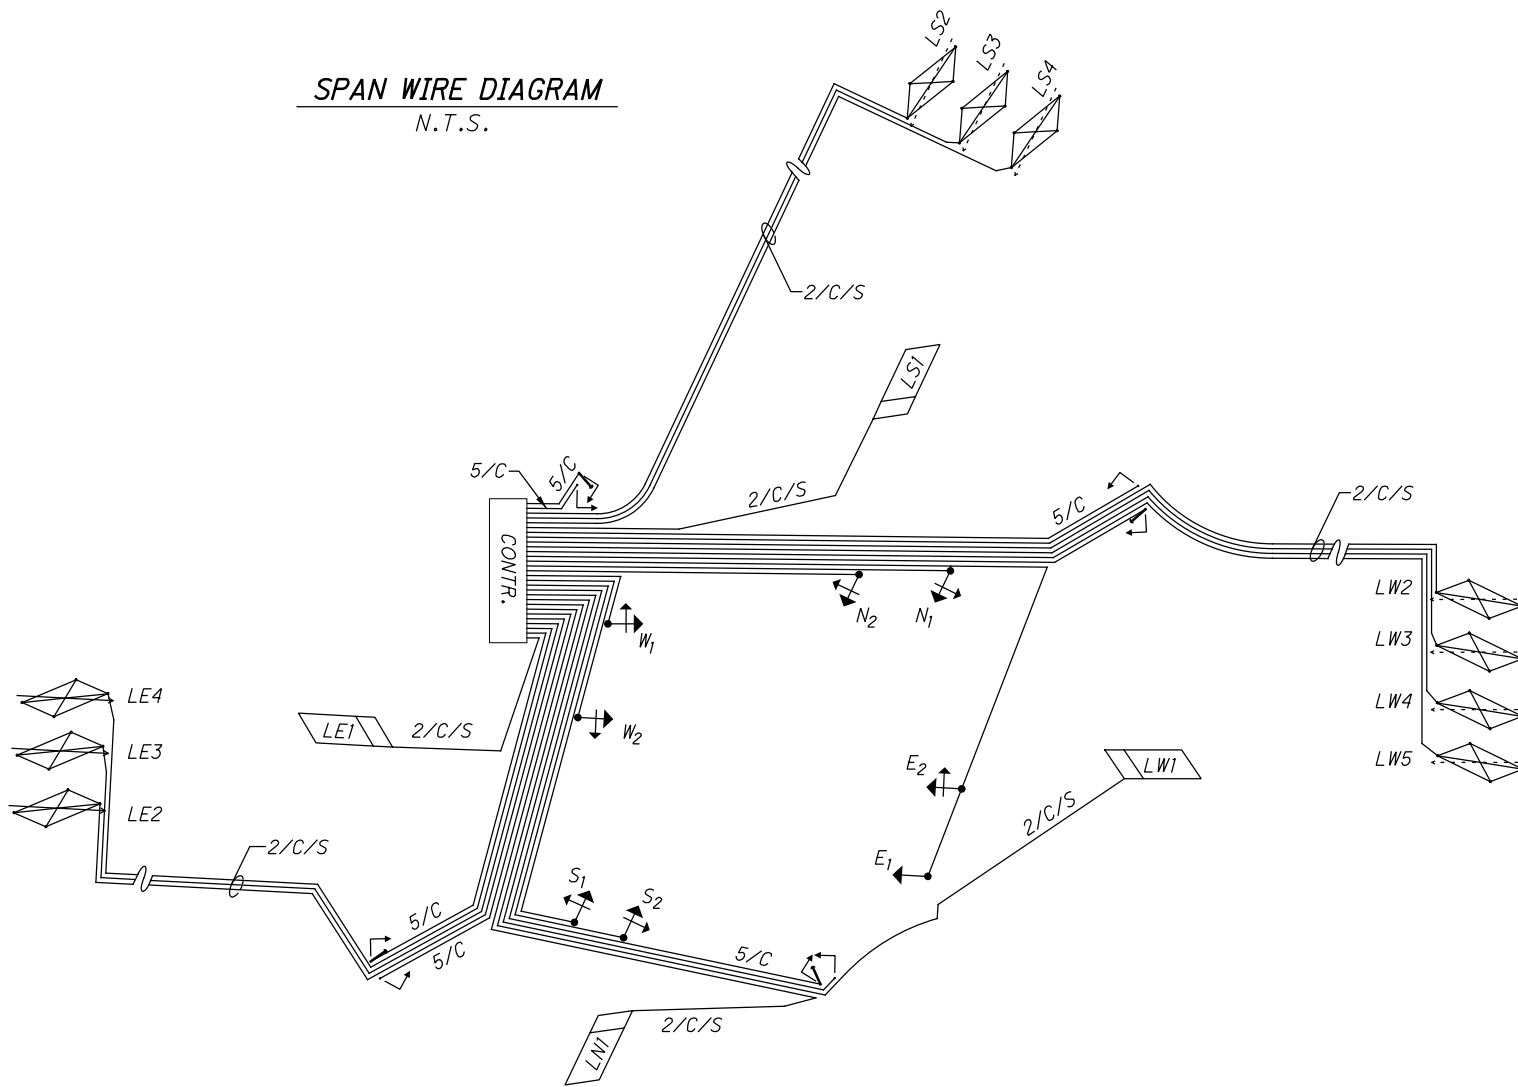 SPAN WIRE DIAGRAM
N.T.S.
LS2
LS3
LS4
2/C/S
LS1
2/C/S
5/C
5/C
CONTR.
5/C
2/C/S
LW2
LW3
LW4
LW5
N2
N1
W1
W2
LE4
LE3
LE2
LE1
2/C/S
2/C/S
E2
E1
LW1
2/C/S
S1
S2
5/C
5/C
5/C
LN1
2/C/S